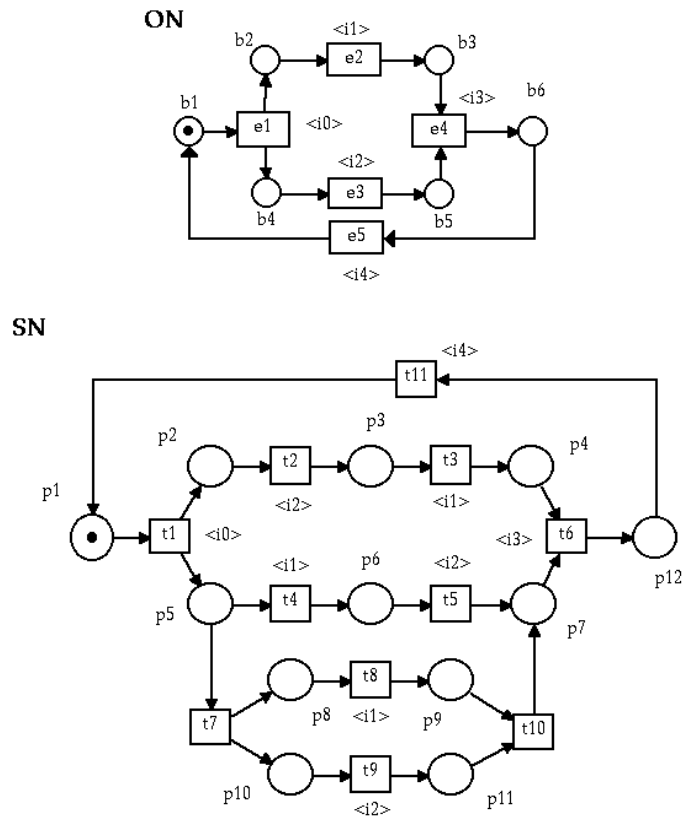 ON
<i1>
b2
e2
b3
<i3>
b6
b1
e1
<i0>
e4
<i2>
e3
b4
b5
e5
<i4>
SN
<i4>
t11
p2
p3
p4
t2
t3
p1
<i2>
<i1>
t1
<i0>
<i3>
t6
<i1>
p6
<i2>
p12
p5
t4
t5
p7
t8
t7
p8
<i1>
p9
t10
t9
p10
<i2>
p11